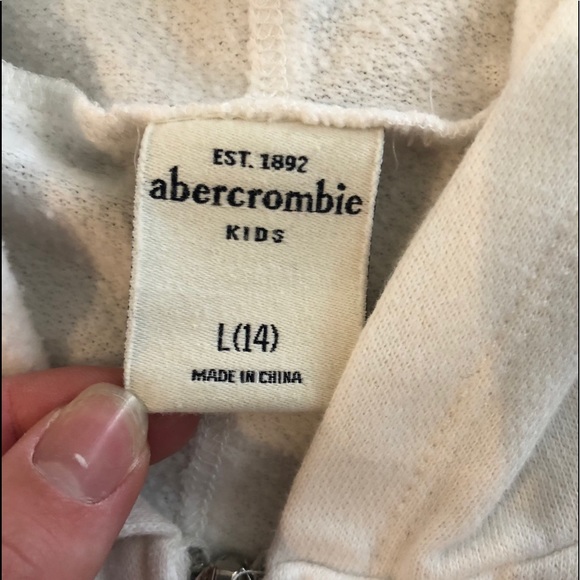 EST. 1892
abercrombie
KIDS
L(14)
MADE IN CHINA